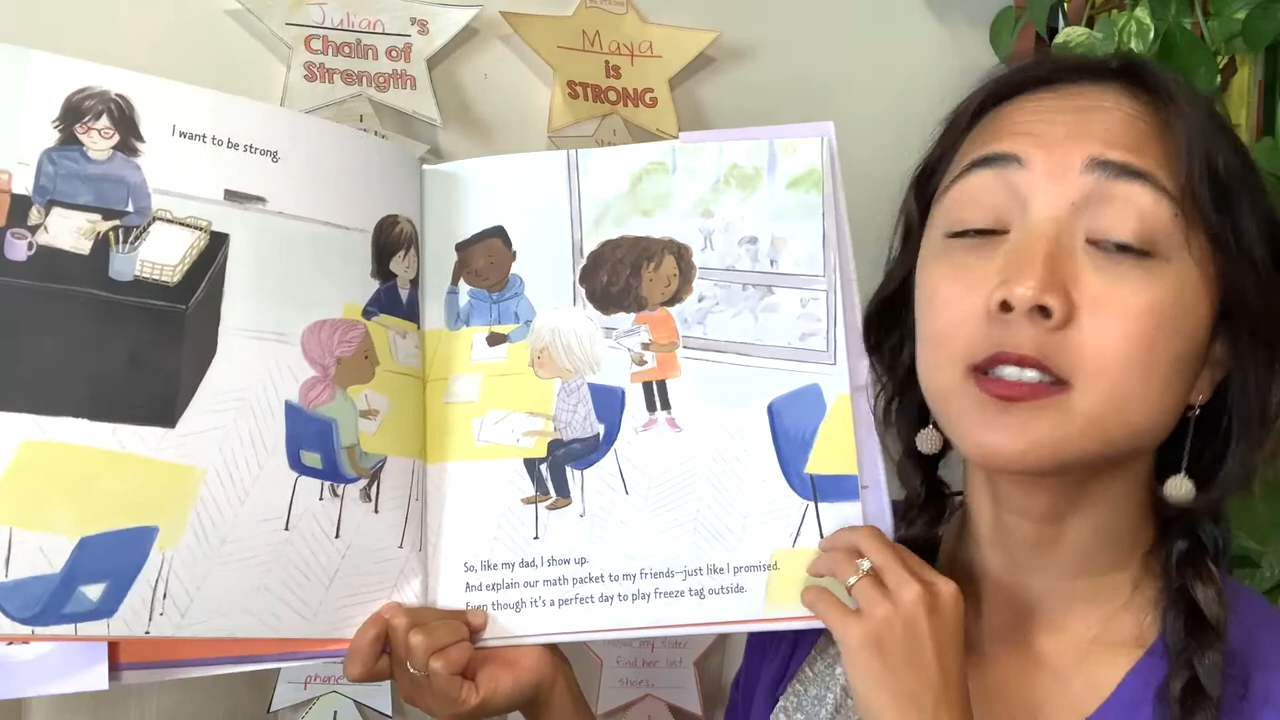 Julian 's
Chain of
Strength
Maya
is
STRONG
I
I want to be strong.
So, like my dad, I show up.
And explain our math packet to my friends—just like I promised.
Even though it's a perfect day to play freeze tag outside.
my sister
find her lost
shoes.
phone